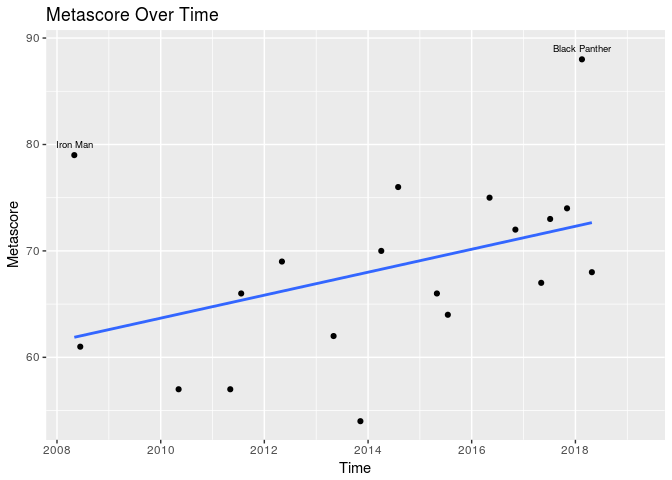 Metascore Over Time
90
Black Panther
80
Iron Man
70
60
Metascore
2008 2010 2012 2014 2016 2018
Time